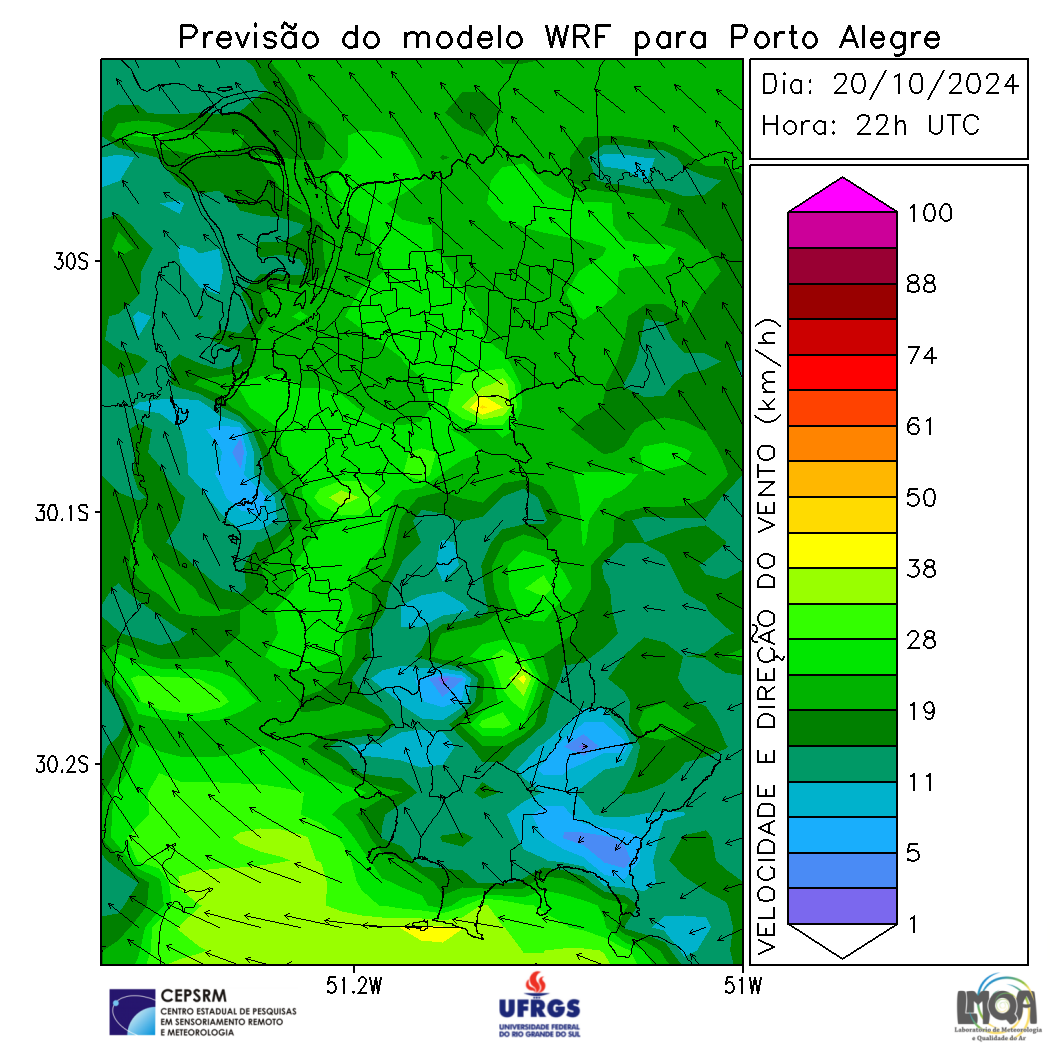 Previsão do modelo WRF para Porto Alegre
Dia: 20/10/2024
Hora: 22h UTC
30S
30.1S
30.2S
51.2W
51W
VELOCIDADE E DIREÇÃO DO VENTO (km/h)
100
88
74
61
50
38
28
19
11
5
1
CEPSRM
CENTRO ESTADUAL DE PESQUISAS
EM SENSORIAMENTO REMOTO
E METEOROLOGIA
UFRGS
UNIVERSIDADE FEDERAL
DO RIO GRANDE DO SUL
LMQA
Laboratório de Meteorologia
e Qualidade do Ar